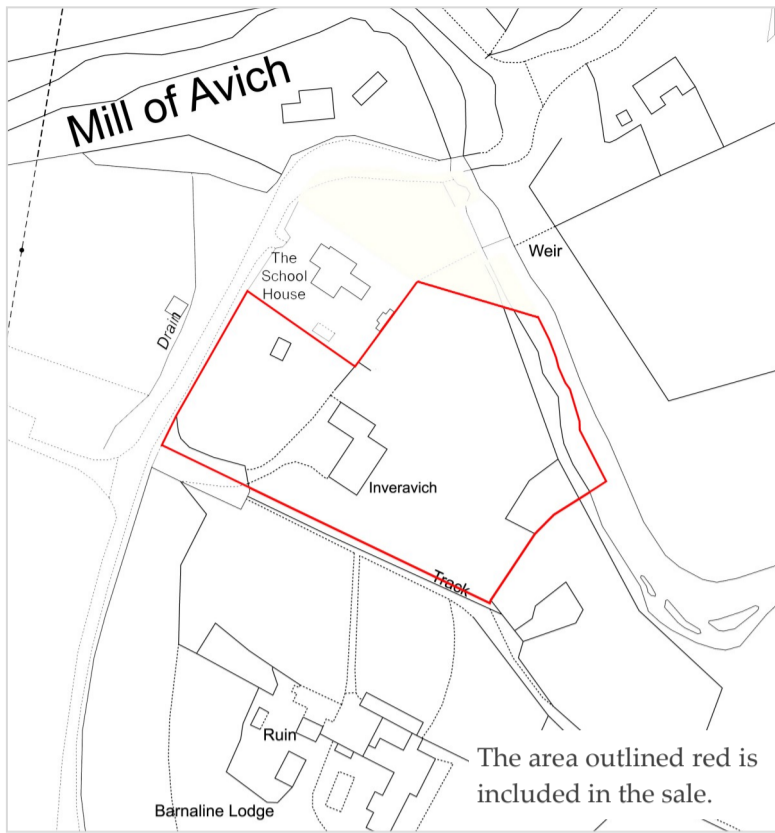 Mill of Avich
The
School
House
Weir
Drain
Inveravich
Track
Ruin
Barnaline Lodge
The area outlined red is
included in the sale.